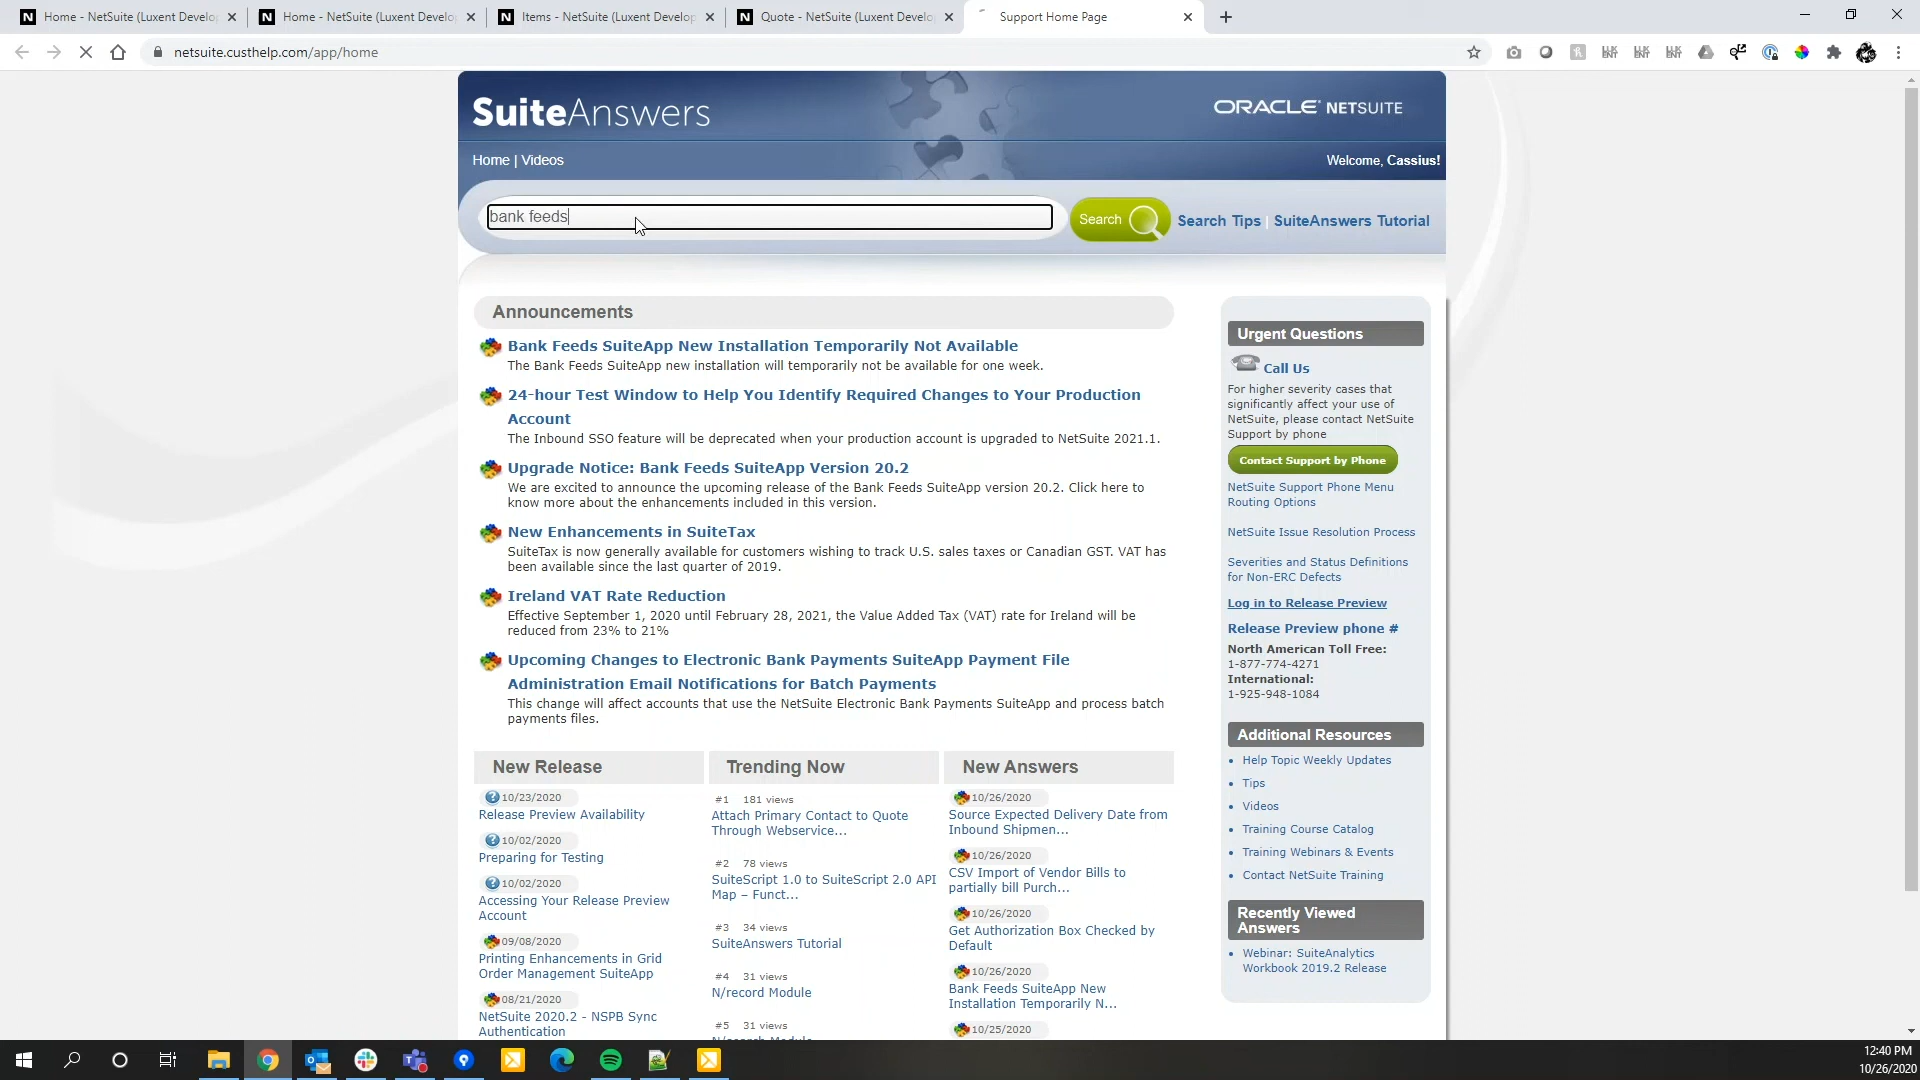 Home - NetSuite (Luxent Develop
Home - NetSuite (Luxent Develop
Items - NetSuite (Luxent Develop
Quote - NetSuite (Luxent Develo
Support Home Page
netsuite.custhelp.com/app/home
SuiteAnswers
ORACLE NETSUITE
Home | Videos
Welcome, Cassius!
bank feeds
Search
Search Tips | SuiteAnswers Tutorial
Announcements
Bank Feeds SuiteApp New Installation Temporarily Not Available
The Bank Feeds SuiteApp new installation will temporarily not be available for one week.
24-hour Test Window to Help You Identify Required Changes to Your Production
Account
The Inbound SSO feature will be deprecated when your production account is upgraded to NetSuite 2021.1.
Upgrade Notice: Bank Feeds SuiteApp Version 20.2
We are excited to announce the upcoming release of the Bank Feeds SuiteApp version 20.2. Click here to
know more about the enhancements included in this version.
New Enhancements in SuiteTax
SuiteTax is now generally available for customers wishing to track U.S. sales taxes or Canadian GST. VAT has
been available since the last quarter of 2019.
Ireland VAT Rate Reduction
Effective September 1, 2020 until February 28, 2021, the Value Added Tax (VAT) rate for Ireland will be
reduced from 23% to 21%
Upcoming Changes to Electronic Bank Payments SuiteApp Payment File
Administration Email Notifications for Batch Payments
This change will affect accounts that use the NetSuite Electronic Bank Payments SuiteApp and process batch
payments files.
New Release
10/23/2020
Release Preview Availability
10/02/2020
Preparing for Testing
10/02/2020
Accessing Your Release Preview
Account
09/08/2020
Printing Enhancements in Grid
Order Management SuiteApp
08/21/2020
NetSuite 2020.2 - NSPB Sync
Authentication
Trending Now
#1 181 views
Attach Primary Contact to Quote
Through Webservice...
#2 78 views
SuiteScript 1.0 to SuiteScript 2.0 API
Map – Funct...
#3 34 views
SuiteAnswers Tutorial
#4 31 views
N/record Module
#5 31 views
New Answers
10/26/2020
Source Expected Delivery Date from
Inbound Shipmen...
10/26/2020
CSV Import of Vendor Bills to
partially bill Purch...
10/26/2020
Get Authorization Box Checked by
Default
10/26/2020
Bank Feeds SuiteApp New
Installation Temporarily N...
10/25/2020
Urgent Questions
Call Us
For higher severity cases that
significantly affect your use of
NetSuite, please contact NetSuite
Support by phone
Contact Support by Phone
NetSuite Support Phone Menu
Routing Options
NetSuite Issue Resolution Process
Severities and Status Definitions
for Non-ERC Defects
Log in to Release Preview
Release Preview phone #
North American Toll Free:
1-877-774-4271
International:
1-925-948-1084
Additional Resources
Help Topic Weekly Updates
Tips
Videos
Training Course Catalog
Training Webinars & Events
Contact NetSuite Training
Recently Viewed
Answers
Webinar: SuiteAnalytics
Workbook 2019.2 Release
12:40 PM
10/26/2020